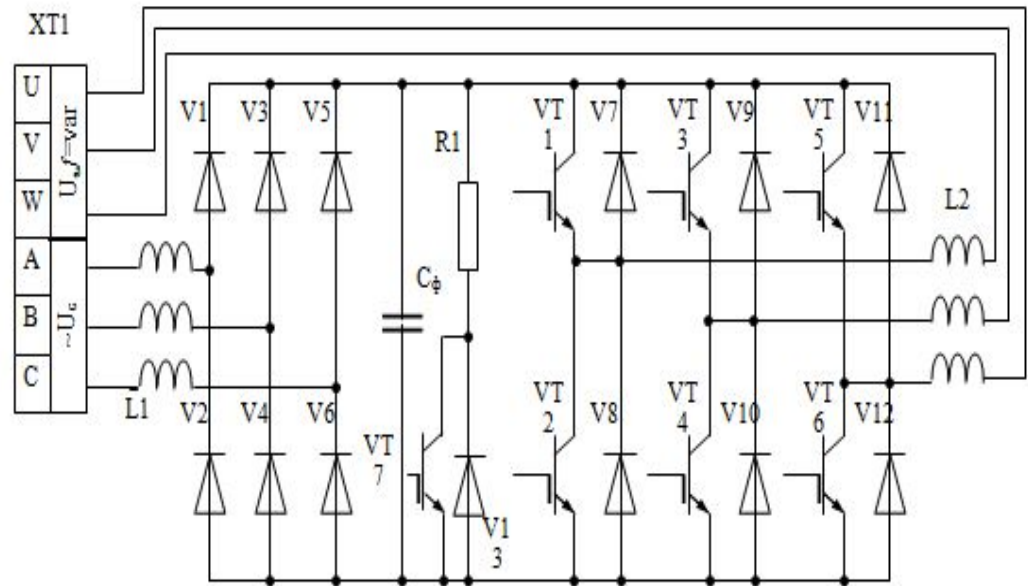 XT1
U
V
W
A
B
C
Uн,f=var
~Uc
L1
V1
V3
V5
V2
V4
V6
Cф
R1
VT
7
V1
3
VT
1
V7
VT
3
V9
VT
5
V11
VT
2
V8
VT
4
V10
VT
6
V12
L2